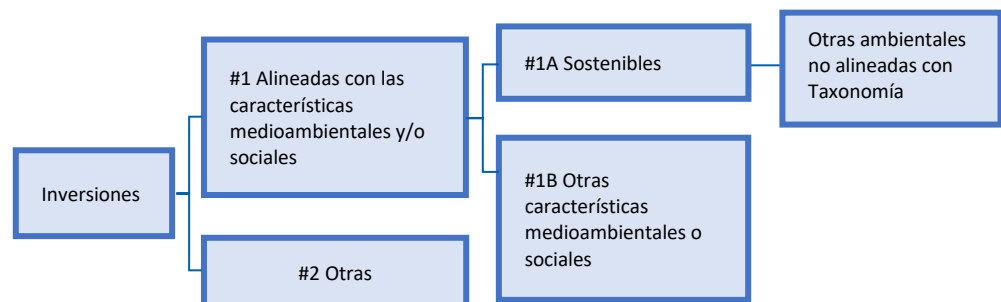 Inversiones
#1 Alineadas con las
características
medioambientales y/o
sociales
#2 Otras
#1A Sostenibles
#1B Otras
características
medioambientales o
sociales
Otras ambientales
no alineadas con
Taxonomía